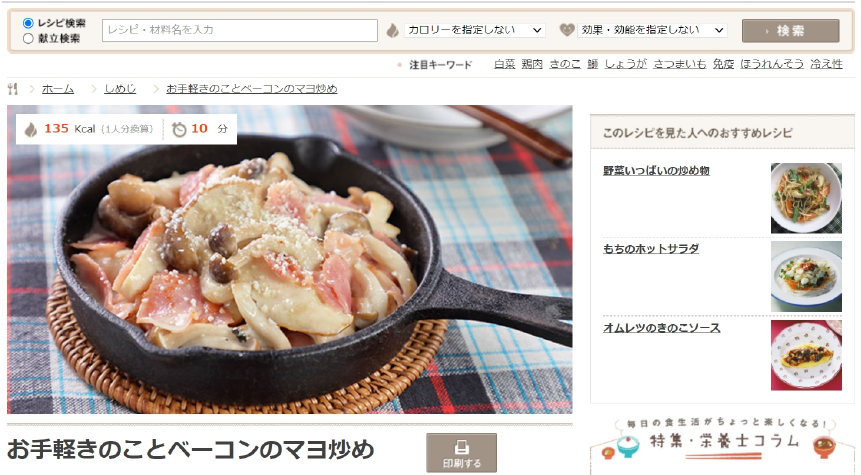 レシピ検索
献立検索
レシピ・材料名を入力
カロリーを指定しない
効果・効能を指定しない
› 検索
注目キーワード 白菜 鶏肉 きのこ 鰤 しょうが さつまいも 免疫 ほうれんそう 冷え性
ホーム しめじ お手軽きのことベーコンのマヨ炒め
135 Kcal (1人分換算) 10 分
このレシピを見た人へのおすすめレシピ
野菜いっぱいの炒め物
もちのホットサラダ
オムレツのきのこソース
お手軽きのことベーコンのマヨ炒め
印刷する
毎日の食生活がちょっと楽しくなる!
特集・栄養士コラム